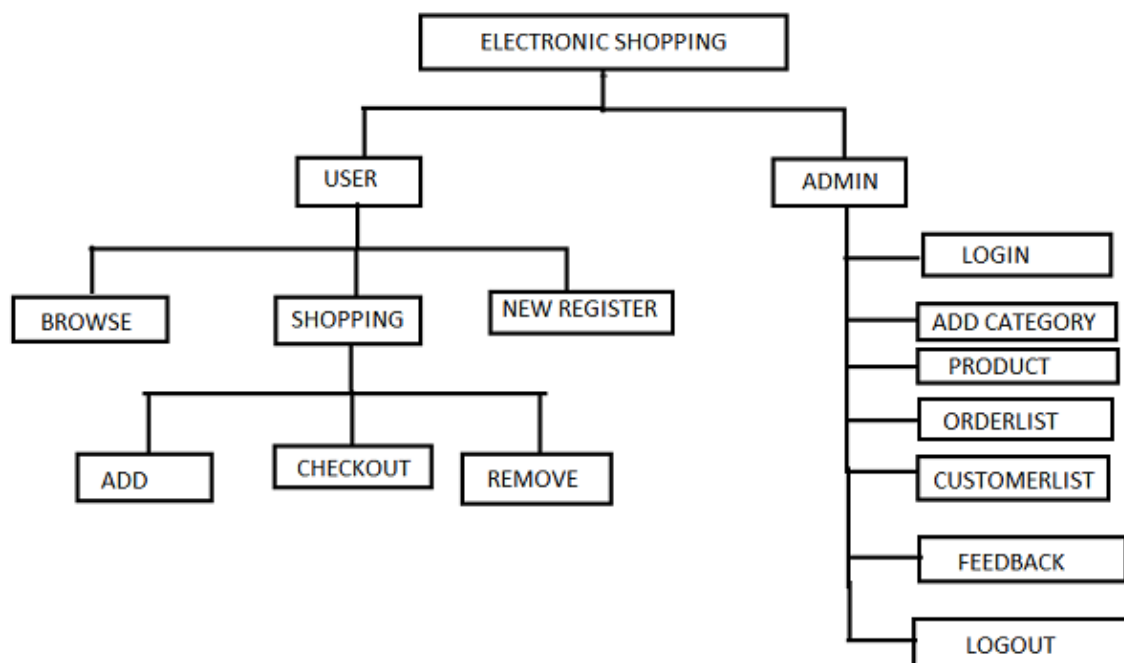 ELECTRONIC SHOPPING
USER
ADMIN
LOGIN
BROWSE
SHOPPING
NEW REGISTER
ADD CATEGORY
PRODUCT
ORDERLIST
ADD
CHECKOUT
REMOVE
CUSTOMERLIST
FEEDBACK
LOGOUT